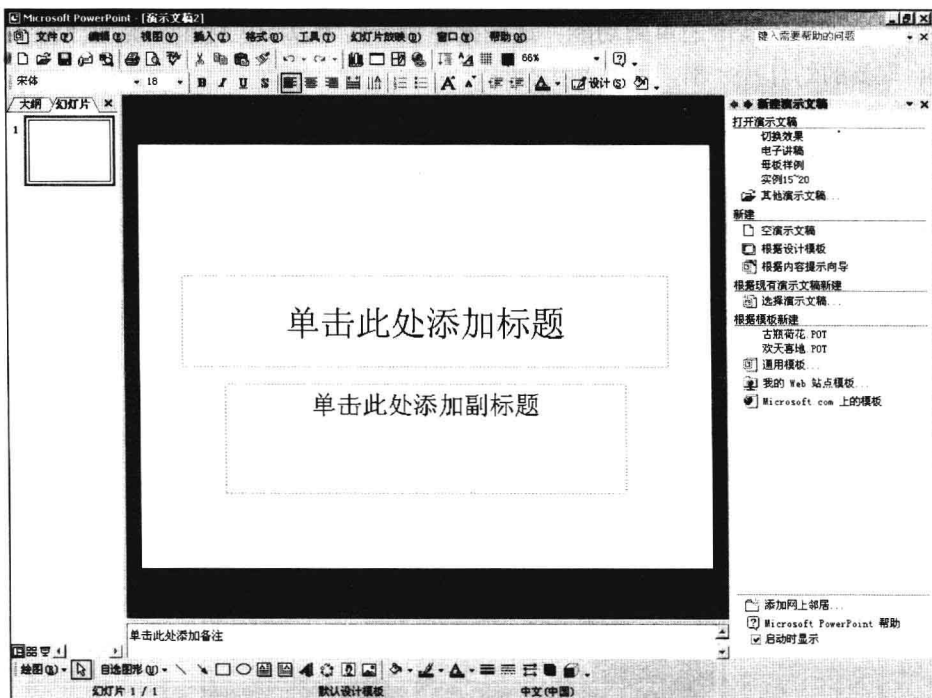 Microsoft PowerPoint - [演示文稿2]
文件(F) 编辑(E) 视图(V) 插入(I) 格式(O) 工具(T) 幻灯片放映(D) 窗口(W) 帮助(H) 键入需要帮助的问题
66%
宋体 18 B I U S A A A 设计(S)
大纲 幻灯片
1
单击此处添加标题
单击此处添加副标题
单击此处添加备注
新建演示文稿
打开演示文稿
切换效果
电子讲稿
母板样例
实例15~20
其他演示文稿...
新建
空演示文稿
根据设计模板
根据内容提示向导
根据现有演示文稿新建
选择演示文稿...
根据模板新建
古瓶荷花.POT
欢天喜地.POT
通用模板...
我的 Web 站点模板...
Microsoft.com 上的模板
添加网上邻居...
Microsoft PowerPoint 帮助
启动时显示
绘图(R) 自选图形(U)
幻灯片 1 / 1 默认设计模板 中文(中国)